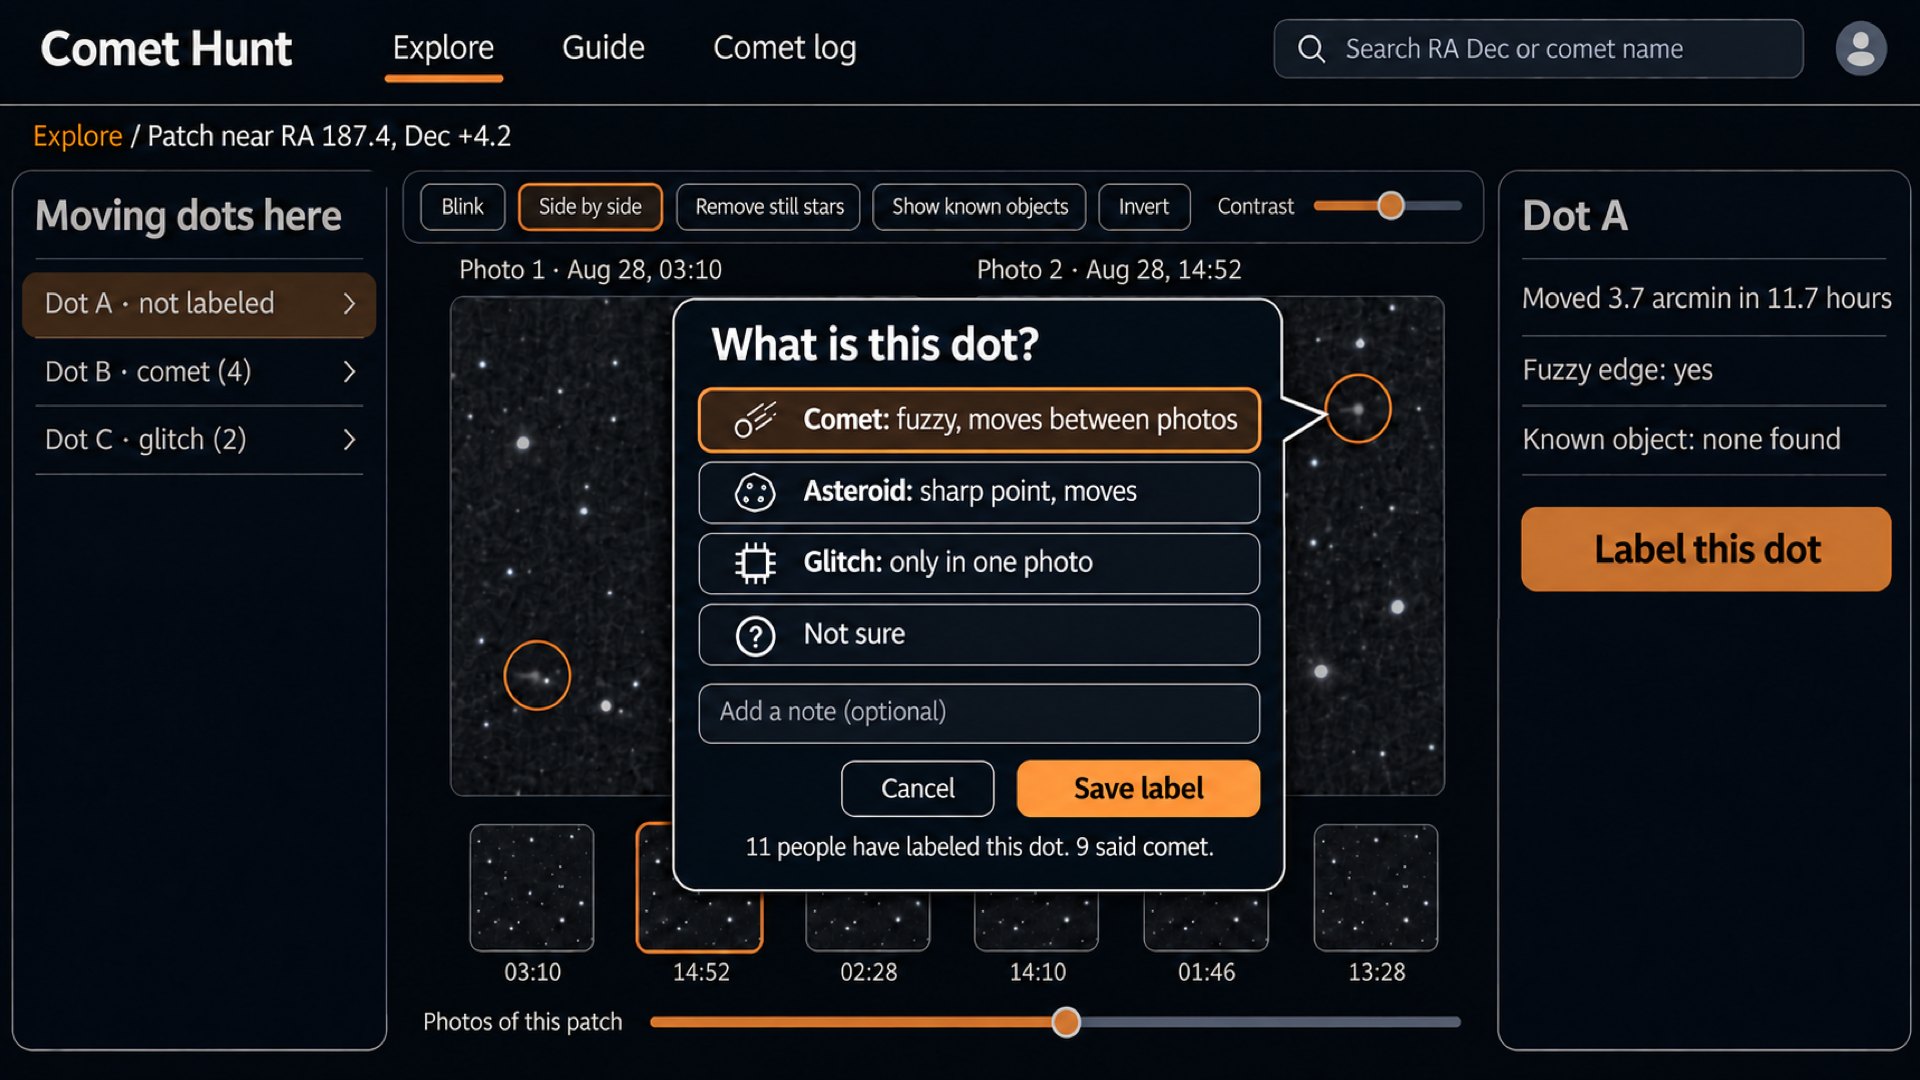 Comet Hunt
Explore
Guide
Comet log
Search RA Dec or comet name
Explore / Patch near RA 187.4, Dec +4.2
Moving dots here
Dot A · not labeled
Dot B · comet (4)
Dot C · glitch (2)
Blink
Side by side
Remove still stars
Show known objects
Invert
Contrast
Photo 1 · Aug 28, 03:10
Photo 2 · Aug 28, 14:52
What is this dot?
Comet: fuzzy, moves between photos
Asteroid: sharp point, moves
Glitch: only in one photo
Not sure
Add a note (optional)
Cancel
Save label
11 people have labeled this dot. 9 said comet.
03:10
14:52
02:28
14:10
01:46
13:28
Photos of this patch
Dot A
Moved 3.7 arcmin in 11.7 hours
Fuzzy edge: yes
Known object: none found
Label this dot